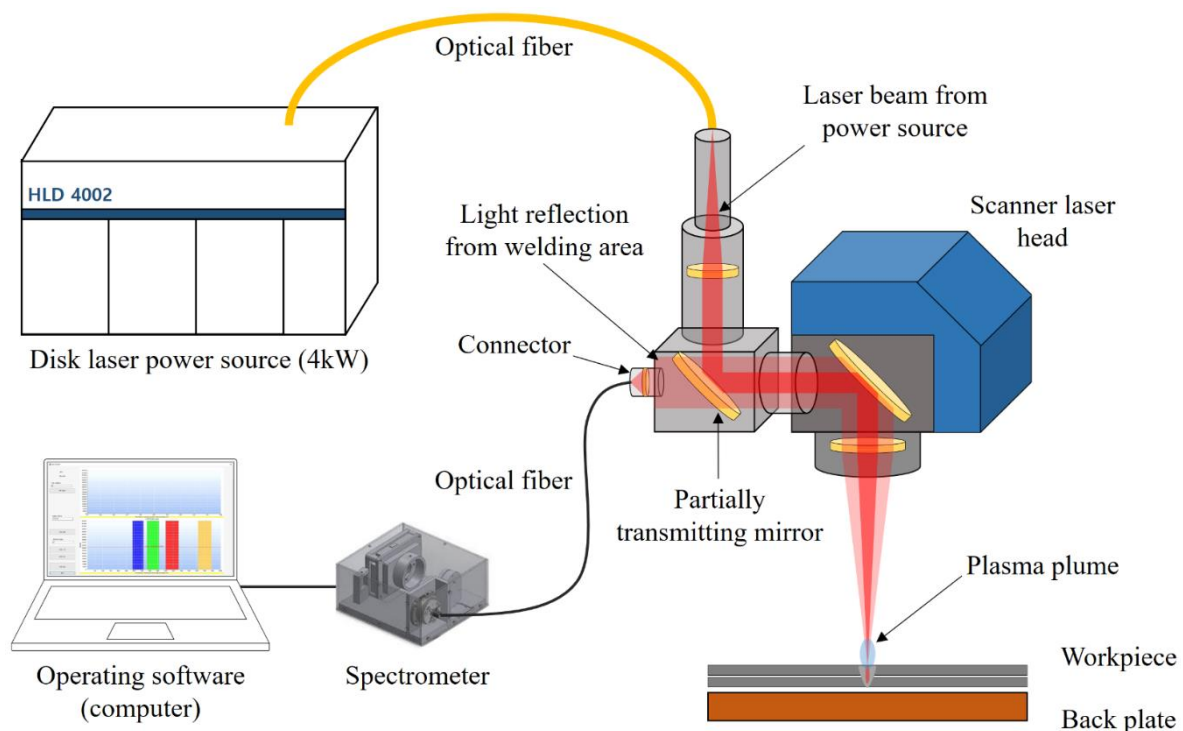 Optical fiber
Laser beam from
power source
HLD 4002
Light reflection
from welding area
Scanner laser
head
Disk laser power source (4kW)
Connector
Optical fiber
Partially
transmitting mirror
Plasma plume
Operating software
(computer)
Spectrometer
Workpiece
Back plate